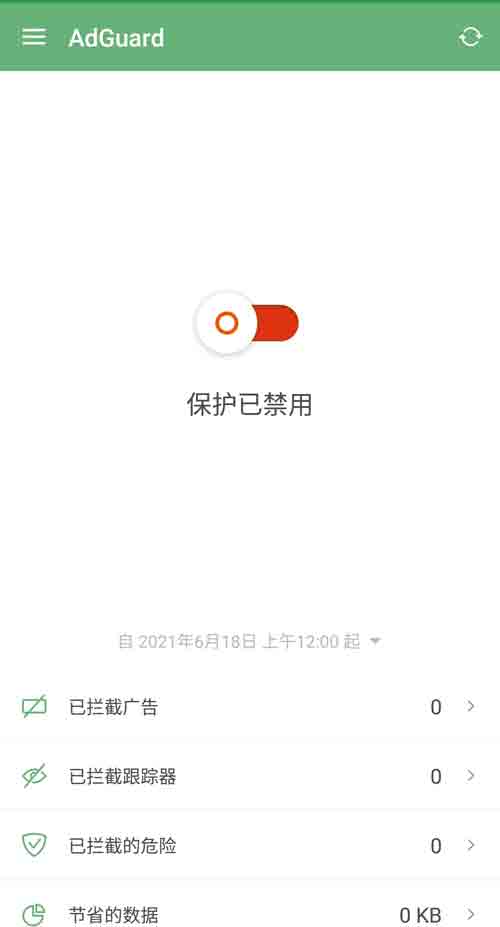 AdGuard
保护已禁用
自 2021年6月18日 上午12:00 起
已拦截广告 0
已拦截跟踪器 0
已拦截的危险 0
节省的数据 0 KB